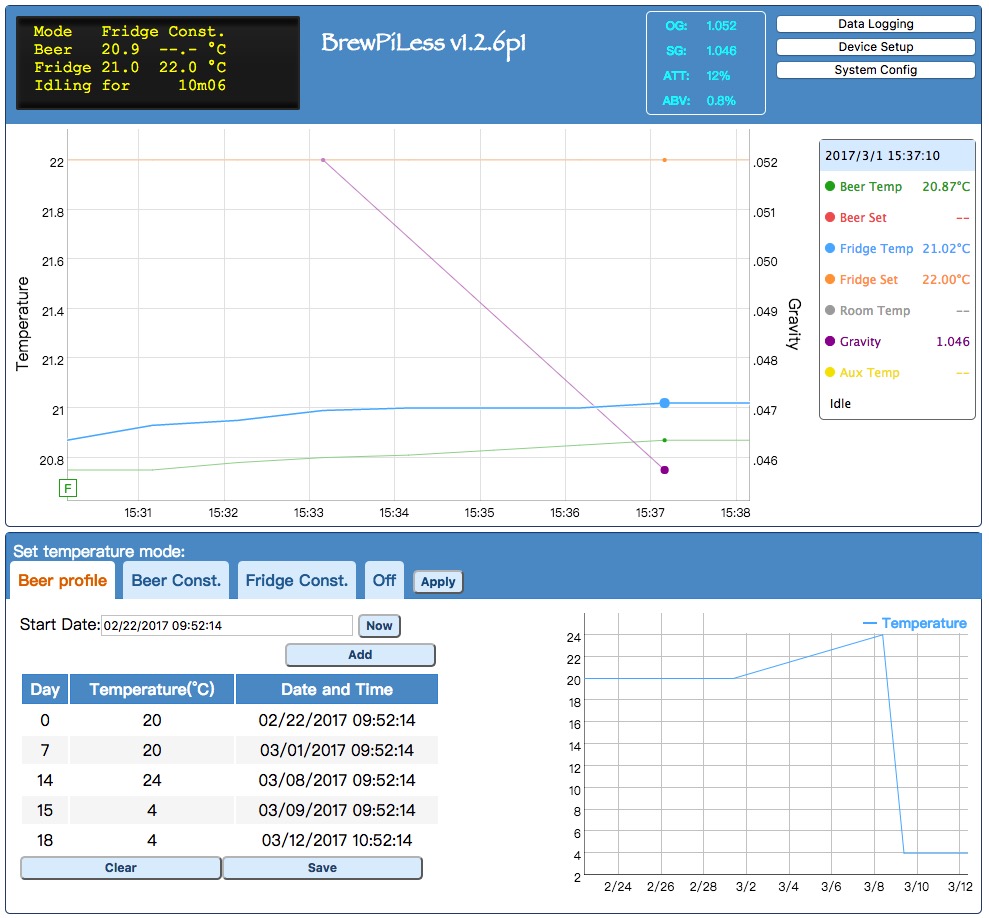 Mode Fridge Const.
Beer 20.9 --.- °C
Fridge 21.0 22.0 °C
Idling for 10m06
BrewPiLess v1.2.6p1
OG: 1.052
SG: 1.046
ATT: 12%
ABV: 0.8%
Data Logging
Device Setup
System Config
Temperature
22
21.8
21.6
21.4
21.2
21
20.8
F
15:31
15:32
15:33
15:34
15:35
15:36
15:37
15:38
.052
.051
.050
.049
.048
.047
.046
Gravity
2017/3/1 15:37:10
Beer Temp 20.87°C
Beer Set --
Fridge Temp 21.02°C
Fridge Set 22.00°C
Room Temp --
Gravity 1.046
Aux Temp --
Idle
Set temperature mode:
Beer profile Beer Const. Fridge Const. Off Apply
Start Date: 02/22/2017 09:52:14 Now
Add
Day Temperature(°C) Date and Time
0 20 02/22/2017 09:52:14
7 20 03/01/2017 09:52:14
14 24 03/08/2017 09:52:14
15 4 03/09/2017 09:52:14
18 4 03/12/2017 10:52:14
Clear Save
Temperature
24
22
20
18
16
14
12
10
8
6
4
2
2/24
2/26
2/28
3/2
3/4
3/6
3/8
3/10
3/12